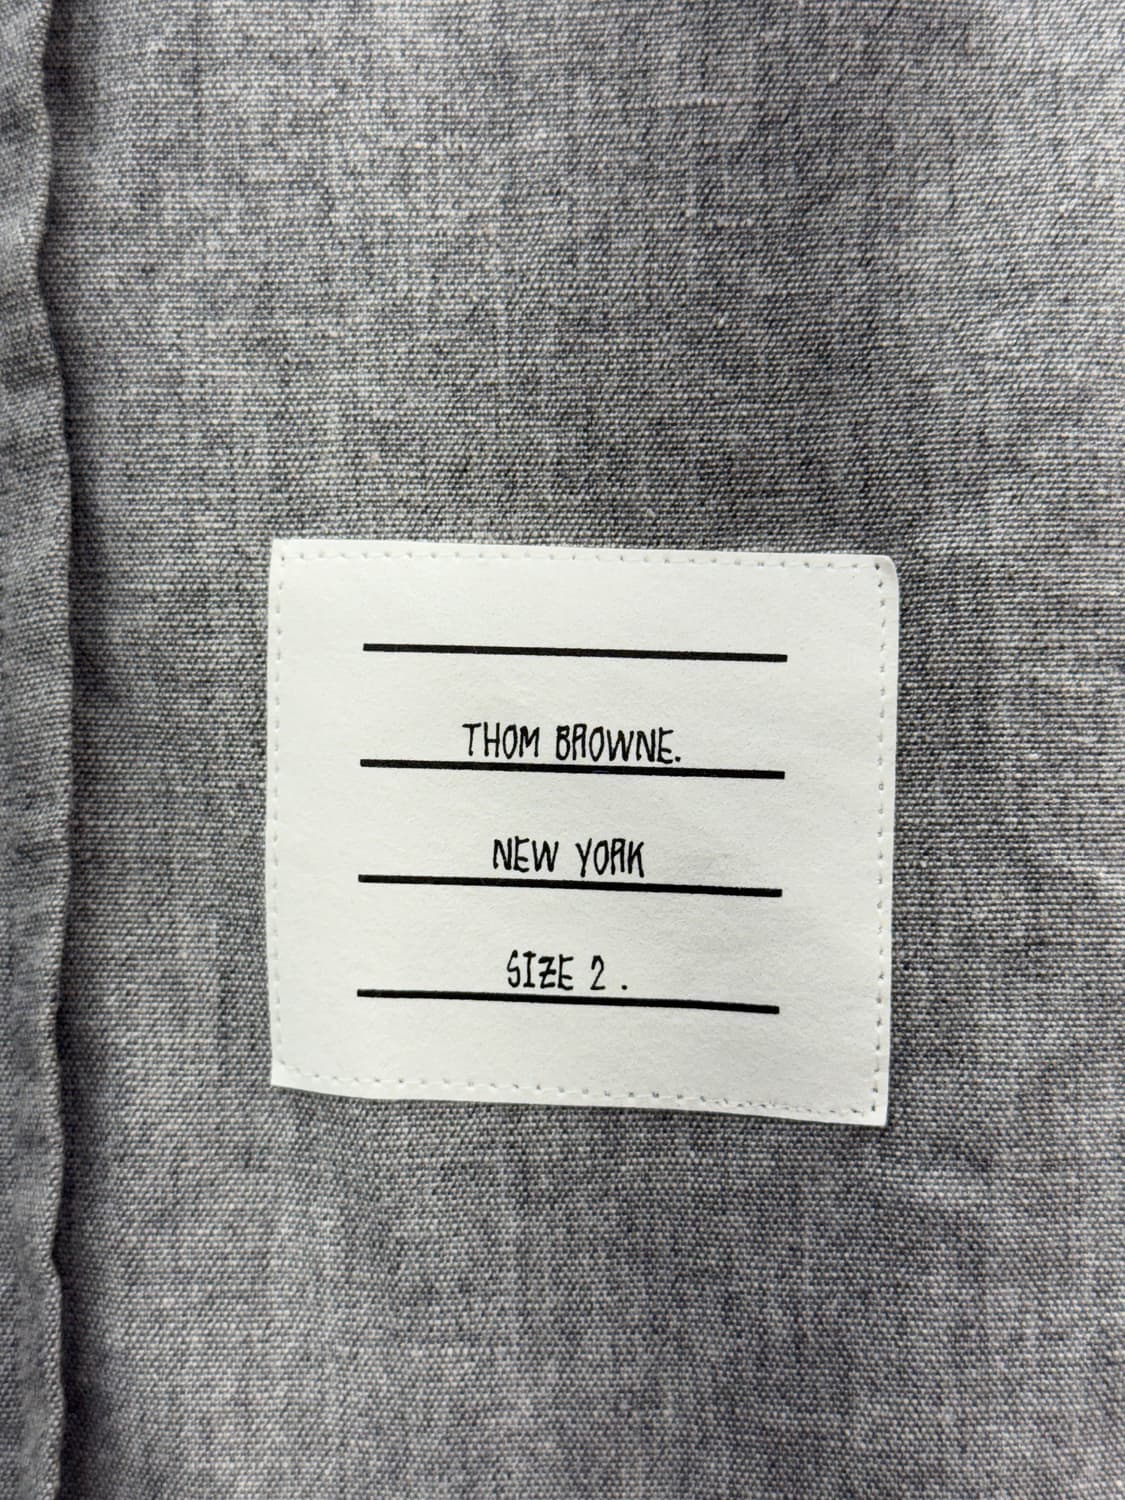 THOM BROWNE.
NEW YORK
SIZE 2 .